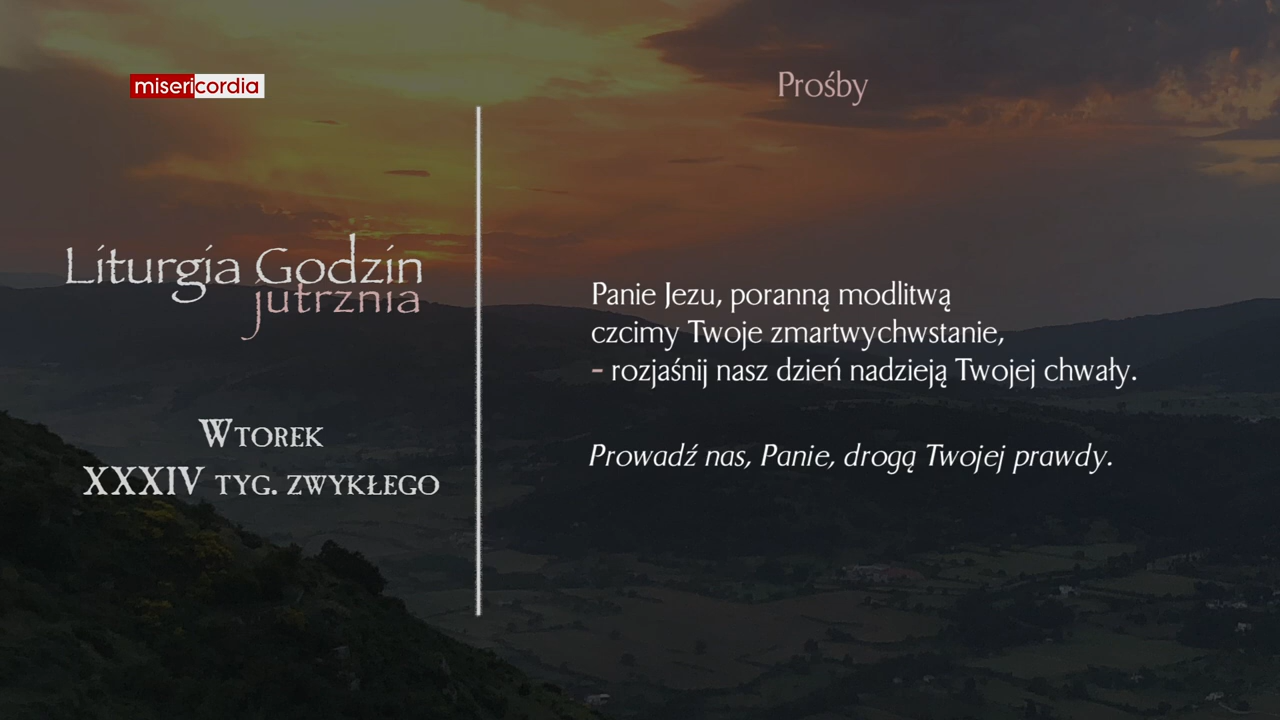 misericordia
Liturgia Godzin
jutrznia
Wtorek
XXXIV tyg. zwykłego
Prośby
Panie Jezu, poranną modlitwą
czcimy Twoje zmartwychwstanie,
- rozjaśnij nasz dzień nadzieją Twojej chwały.
Prowadź nas, Panie, drogą Twojej prawdy.